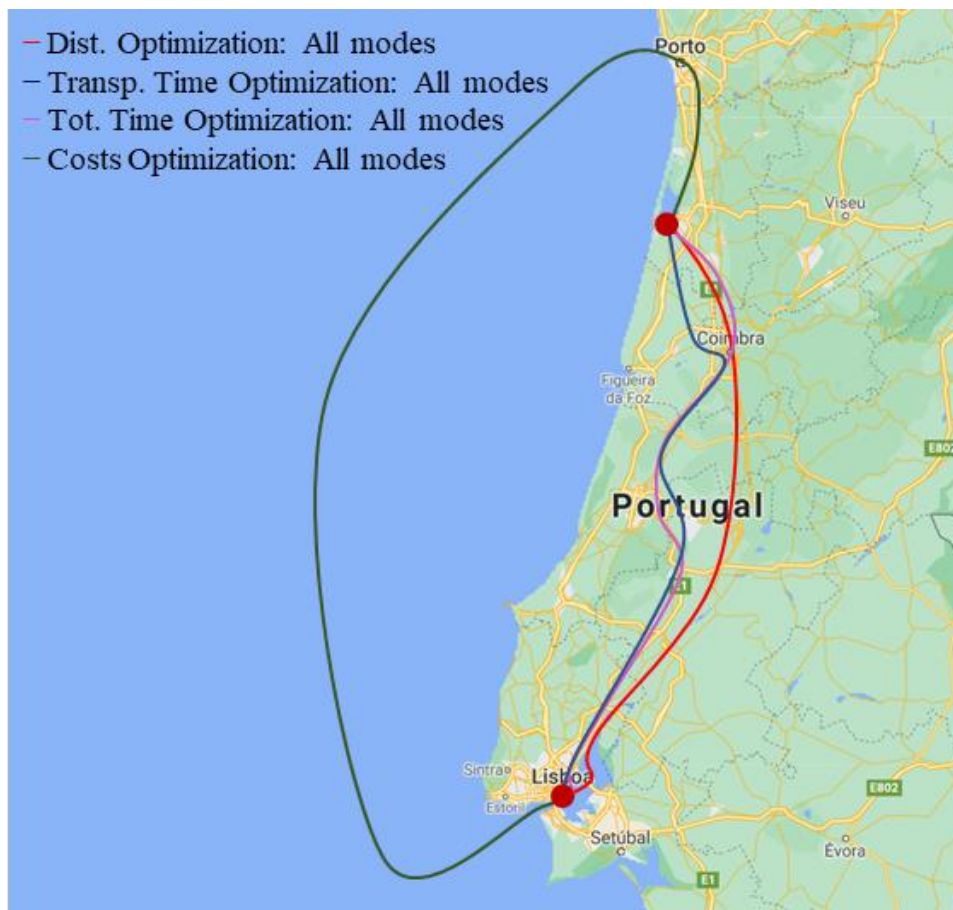 Dist. Optimization: All modes
Transp. Time Optimization: All modes
Tot. Time Optimization: All modes
Costs Optimization: All modes
Porto
Viseu
E1
Coimbra
Figueira
da Foz
E802
Portugal
E1
Sintra
Lisboa
Estoril
E802
Setúbal
Évora
E1